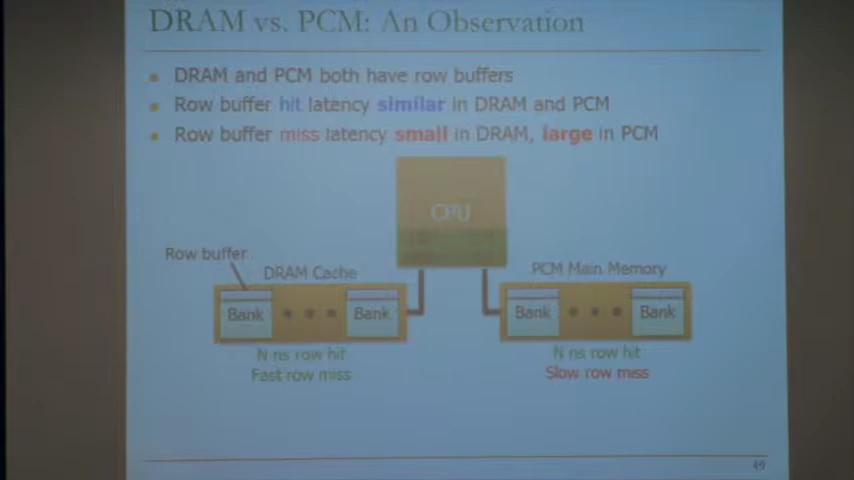 DRAM vs. PCM: An Observation
DRAM and PCM both have row buffers
Row buffer hit latency similar in DRAM and PCM
Row buffer miss latency small in DRAM, large in PCM
CPU
Row buffer
DRAM Cache
PCM Main Memory
Bank
Bank
Bank
Bank
N ns row hit
Fast row miss
N ns row hit
Slow row miss
49